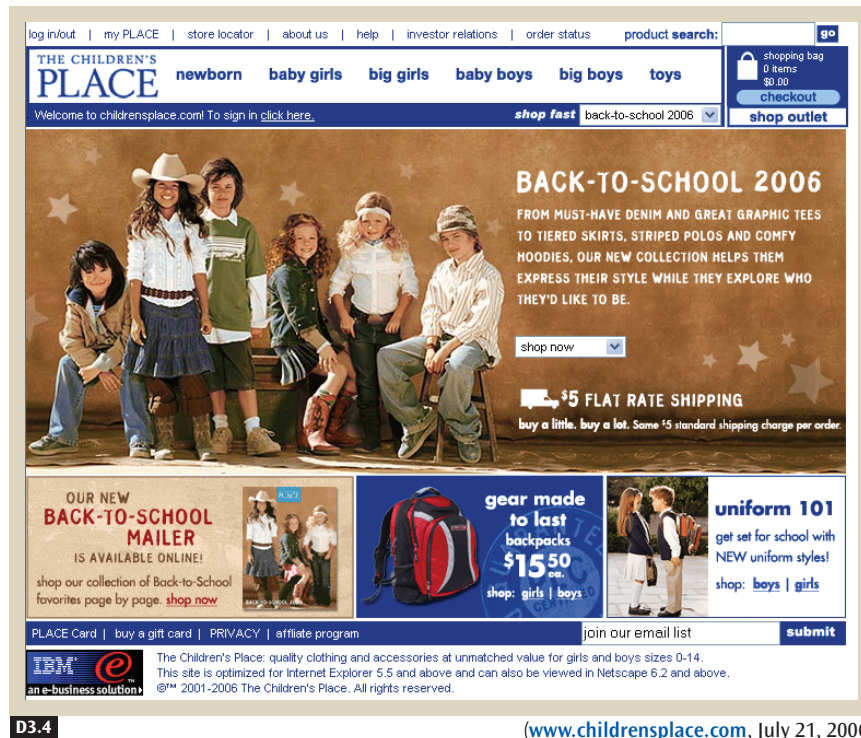 log in/out | my PLACE | store locator | about us | help | investor relations | order status product search: go
THE CHILDREN'S
PLACE
newborn baby girls big girls baby boys big boys toys
shopping bag
0 items
$0.00
checkout
Welcome to childrensplace.com! To sign in click here.
shop fast back-to-school 2006
shop outlet
BACK-TO-SCHOOL 2006
FROM MUST-HAVE DENIM AND GREAT GRAPHIC TEES
TO TIERED SKIRTS, STRIPED POLOS AND COMFY
HOODIES, OUR NEW COLLECTION HELPS THEM
EXPRESS THEIR STYLE WHILE THEY EXPLORE WHO
THEY'D LIKE TO BE.
shop now
$5 FLAT RATE SHIPPING
buy a little. buy a lot. Same $5 standard shipping charge per order.
OUR NEW
BACK-TO-SCHOOL
MAILER
IS AVAILABLE ONLINE!
shop our collection of Back-to-School
favorites page by page. shop now
PLACE
BACK-TO-SCHOOL 2006
gear made
to last
backpacks
$15.50
ea.
shop: girls | boys
uniform 101
get set for school with
NEW uniform styles!
shop: boys | girls
PLACE Card | buy a gift card | PRIVACY | affliate program
join our email list submit
IBM e
an e-business solution
The Children's Place: quality clothing and accessories at unmatched value for girls and boys sizes 0-14.
This site is optimized for Internet Explorer 5.5 and above and can also be viewed in Netscape 6.2 and above.
©™ 2001-2006 The Children's Place. All rights reserved.
D3.4
(www.childrensplace.com, July 21, 2006